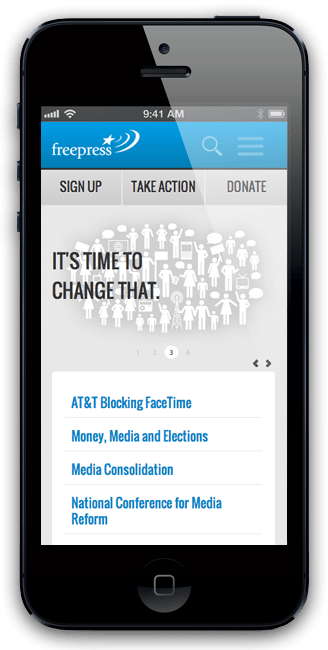 9:41 AM
freepress
SIGN UP TAKE ACTION DONATE
IT'S TIME TO
CHANGE THAT.
1 2 3 4
AT&T Blocking FaceTime
Money, Media and Elections
Media Consolidation
National Conference for Media
Reform